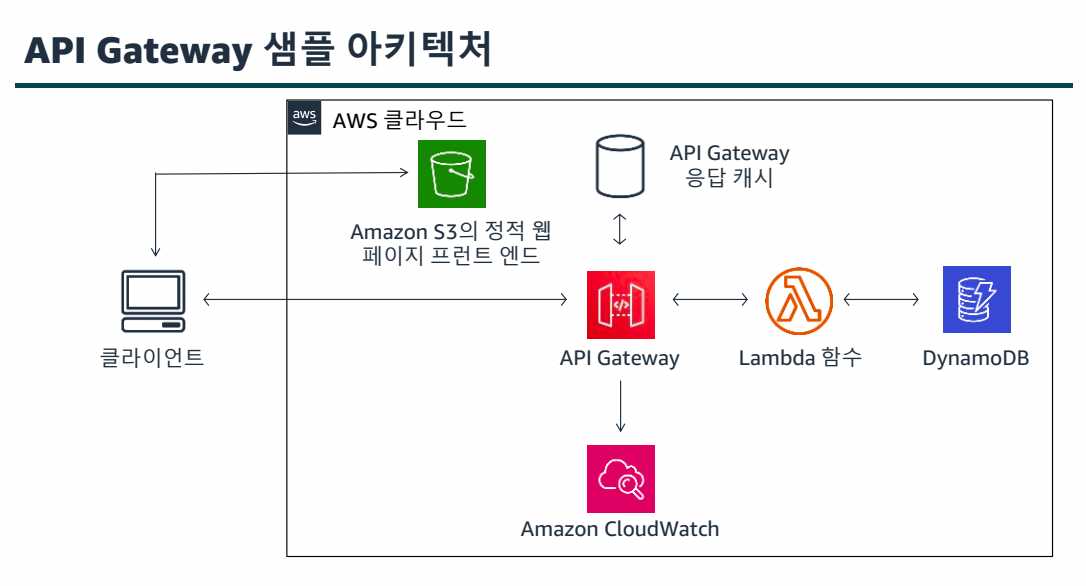 API Gateway 샘플 아키텍처
aws
AWS 클라우드
API Gateway
응답 캐시
Amazon S3의 정적 웹
페이지 프런트 엔드
클라이언트
API Gateway
Lambda 함수
DynamoDB
Amazon CloudWatch